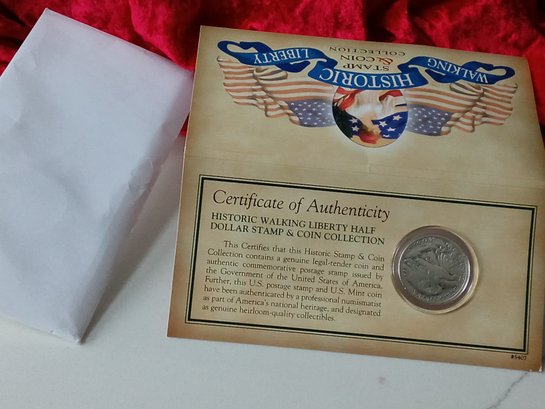 HISTORIC
WALKING LIBERTY
STAMP
& COIN
COLLECTION
Certificate of Authenticity
HISTORIC WALKING LIBERTY HALF
DOLLAR STAMP & COIN COLLECTION
This Certifies that this Historic Stamp & Coin
Collection contains a genuine legal-tender coin and
authentic commemorative postage stamp issued by
the Government of the United States of America.
Further, this U.S. postage stamp and U.S. Mint coin
have been authenticated by a professional numismatist
as part of America's national heritage, and designated
as genuine heirloom-quality collectibles.
#5407